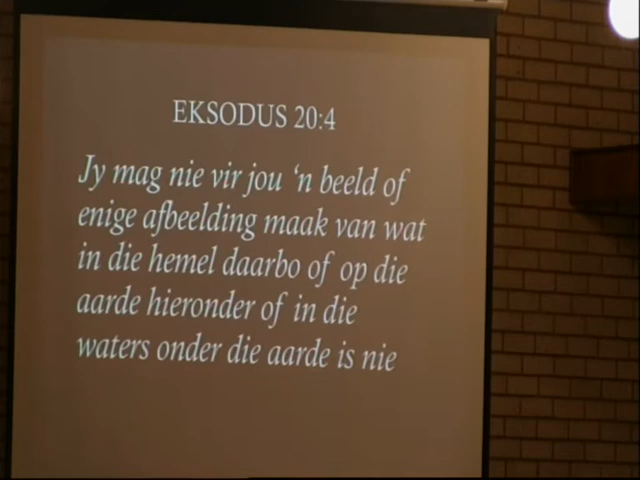 EKSODUS 20:4
Jy mag nie vir jou ‘n beeld of
enige afbeelding maak van wat
in die hemel daarbo of op die
aarde hieronder of in die
waters onder die aarde is nie